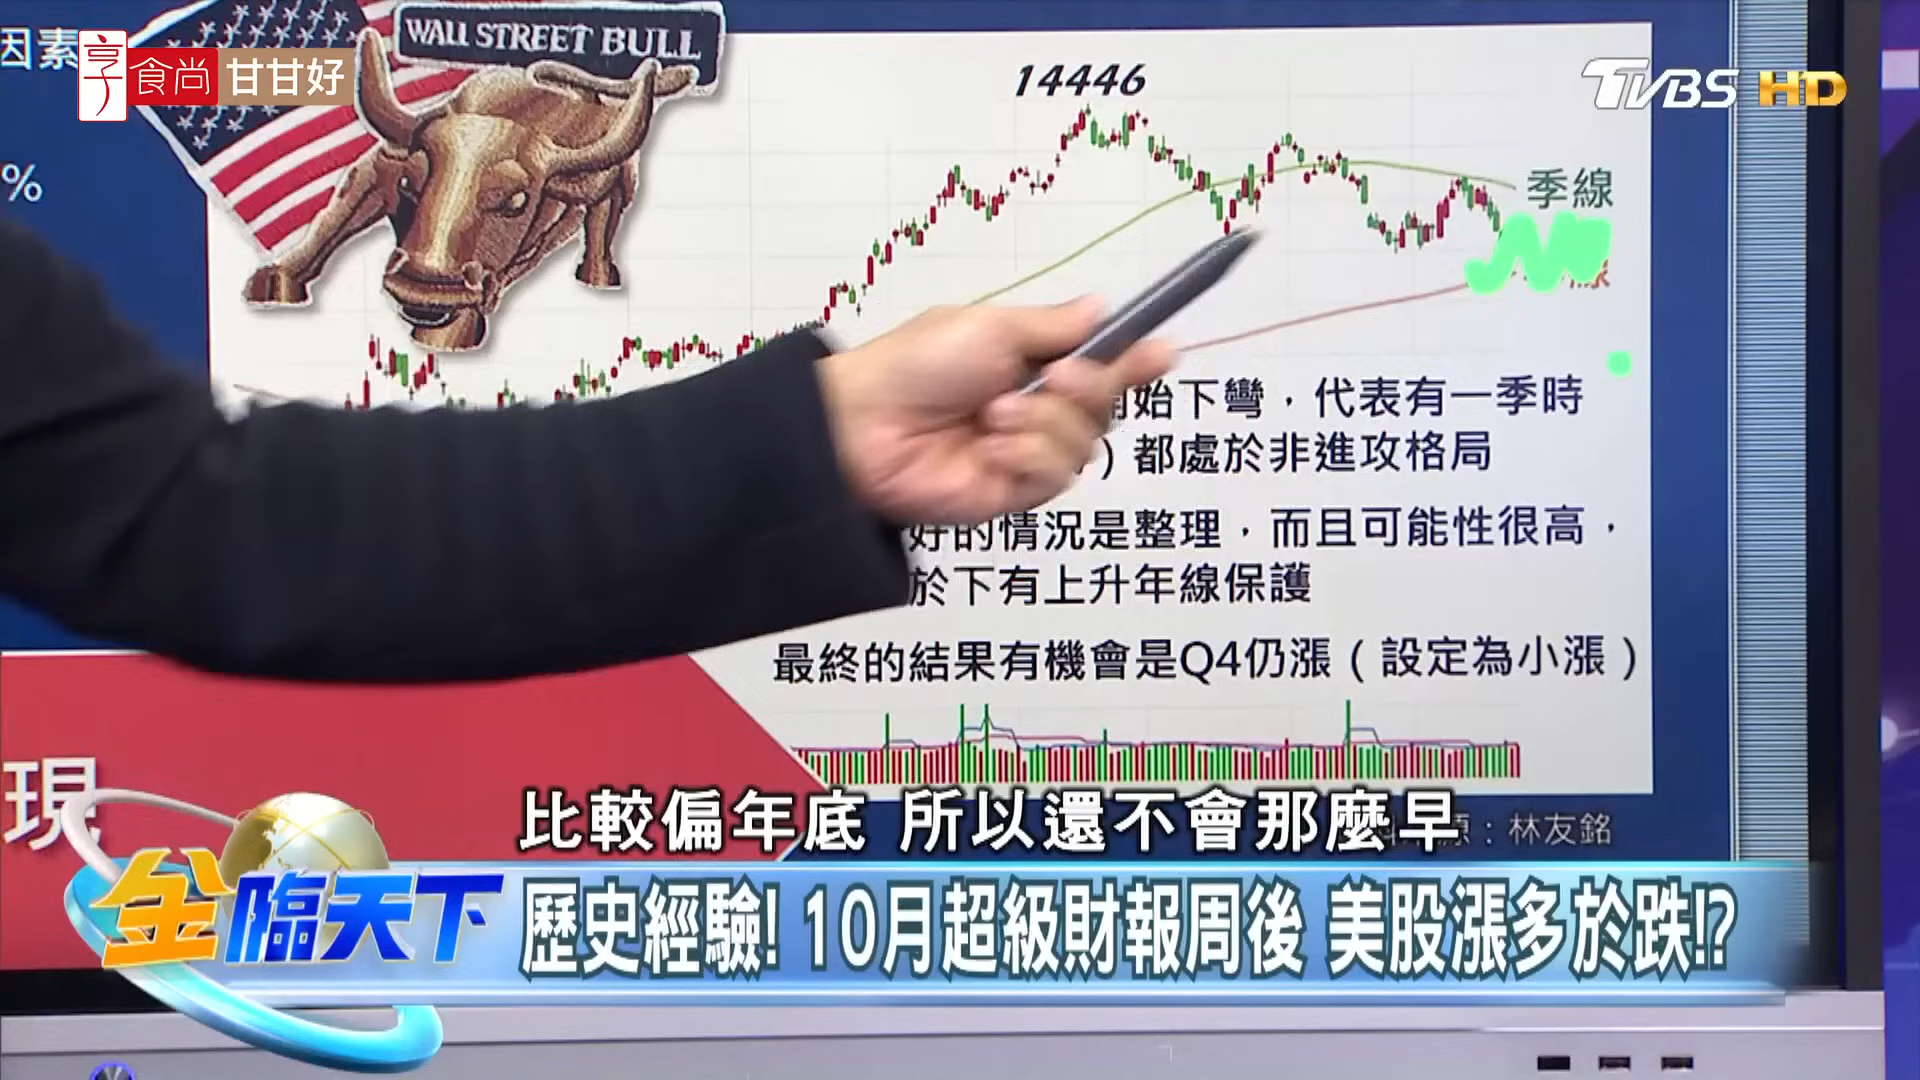 因素
享
食尚
甘甘好
WALL STREET BULL
14446
TVBS HD
%
季線
線
始下彎，代表有一季時
）都處於非進攻格局
好的情況是整理，而且可能性很高，
於下有上升年線保護
最終的結果有機會是Q4仍漲（設定為小漲）
現
比較偏年底 所以還不會那麼早
源：林友銘
金臨天下
歷史經驗! 10月超級財報周後 美股漲多於跌!?